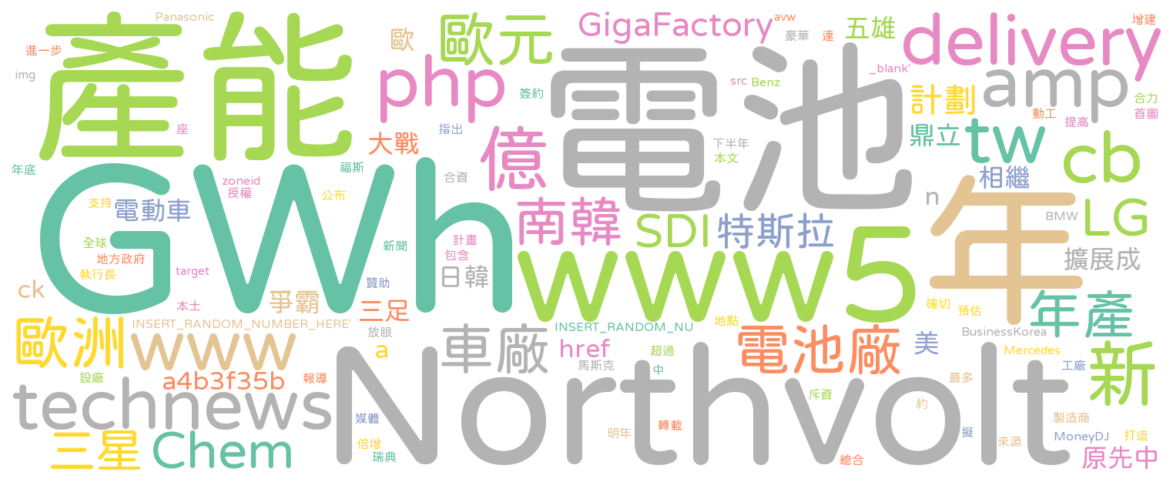 Panasonic
進一步
img
產能
座
年底
歐
歐元
php
GigaFactory
avw
豪華
達
五雄
delivery
增建
_blank'
簽約
src
Benz
計劃
amp
合力
首圖
動工
提高
大戰
指出
億
電池
下半年
本文
鼎立
tw
cb
zoneid
授權
福斯
合資
相繼
GWh
支持
電動車
公布
南韓
SDI
特斯拉
n
年
BMW
LG
全球
地方政府
執行長
target
新聞
計畫
包含
日韓
www5
擴展成
ck
本土
爭霸
贊助
三足
放眼
確切
預估
年產
歐洲
INSERT_RANDOM_NUMBER_HERE'
www
INSERT_RANDOM_NU
地點
BusinessKorea
車廠
href
電池廠
美
Mercedes
a
馬斯克
超過
中
工廠
新
設廠
a4b3f35b
報導
最多
technews
Northvolt
斥資
約
製造商
媒體
倍增
瑞典
明年
轉載
擬
來源
MoneyDJ
打造
三星
Chem
總合
原先中